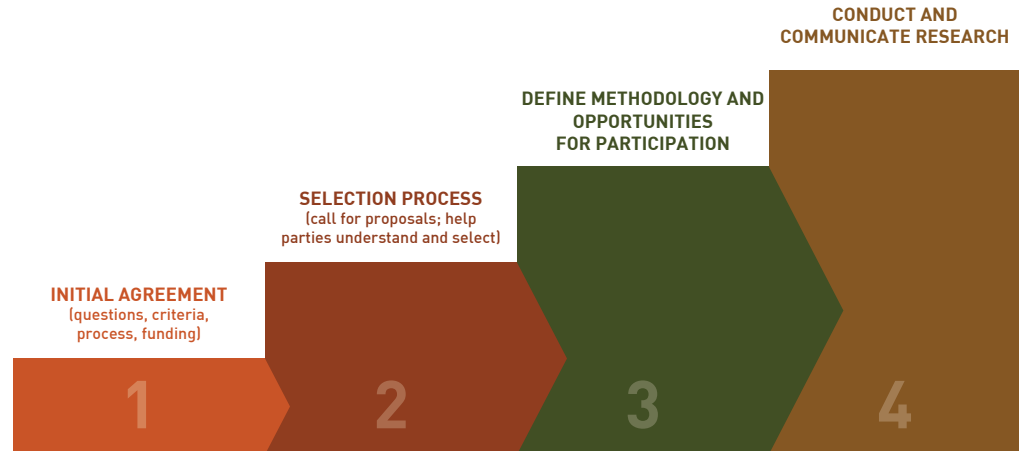 INITIAL AGREEMENT
(questions, criteria,
process, funding)
1
SELECTION PROCESS
(call for proposals; help
parties understand and select)
2
DEFINE METHODOLOGY AND
OPPORTUNITIES
FOR PARTICIPATION
3
CONDUCT AND
COMMUNICATE RESEARCH
4